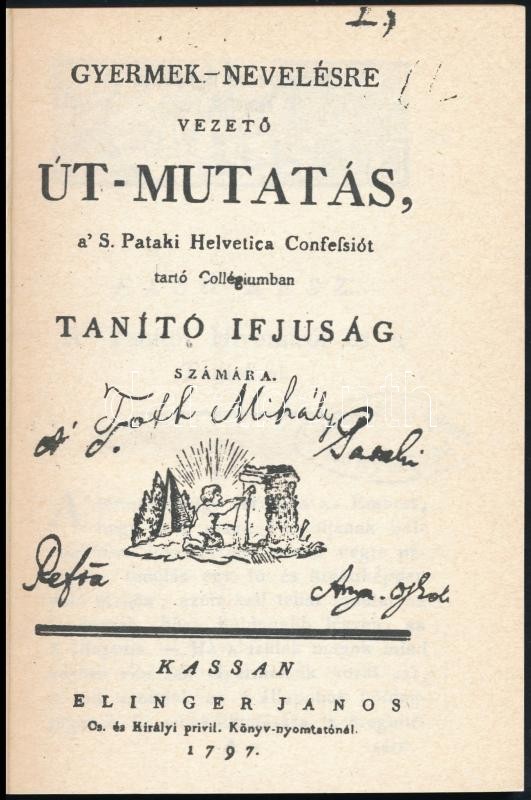 GYERMEK-NEVELÉSRE
VEZETŐ
ÚT-MUTATÁS,
a' S. Pataki Helvetica Confeſsiót
tartó Collégiumban
TANÍTÓ IFJUSÁG
SZÁMÁRA.
A' Toth Mihály
KASSAN
ELINGER JANOS
Cs. és Királyi privil. Könyv-nyomtatónál.
1797.